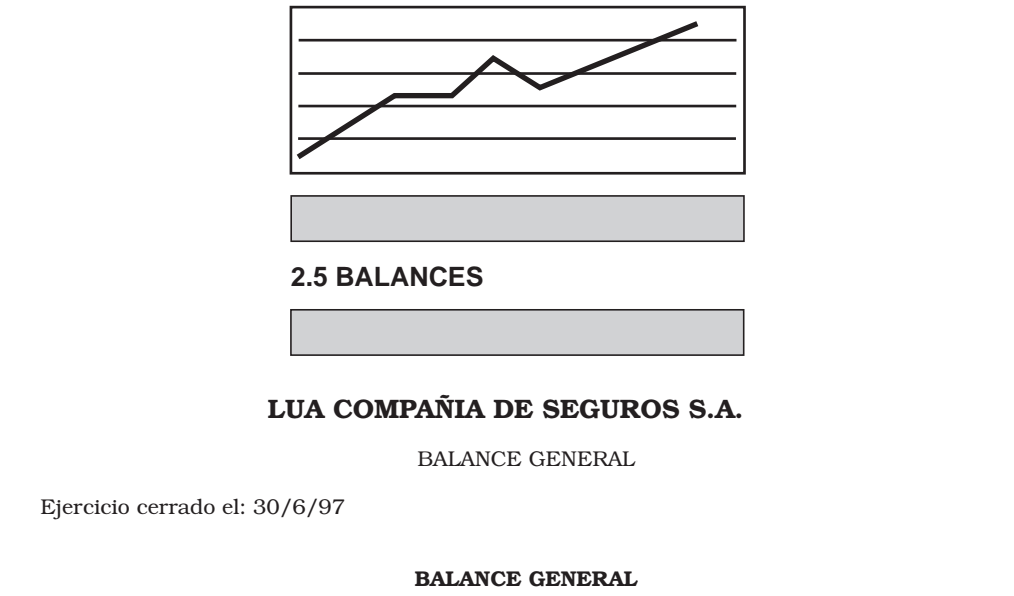 2.5 BALANCES
LUA COMPAÑIA DE SEGUROS S.A.
BALANCE GENERAL
Ejercicio cerrado el: 30/6/97
BALANCE GENERAL